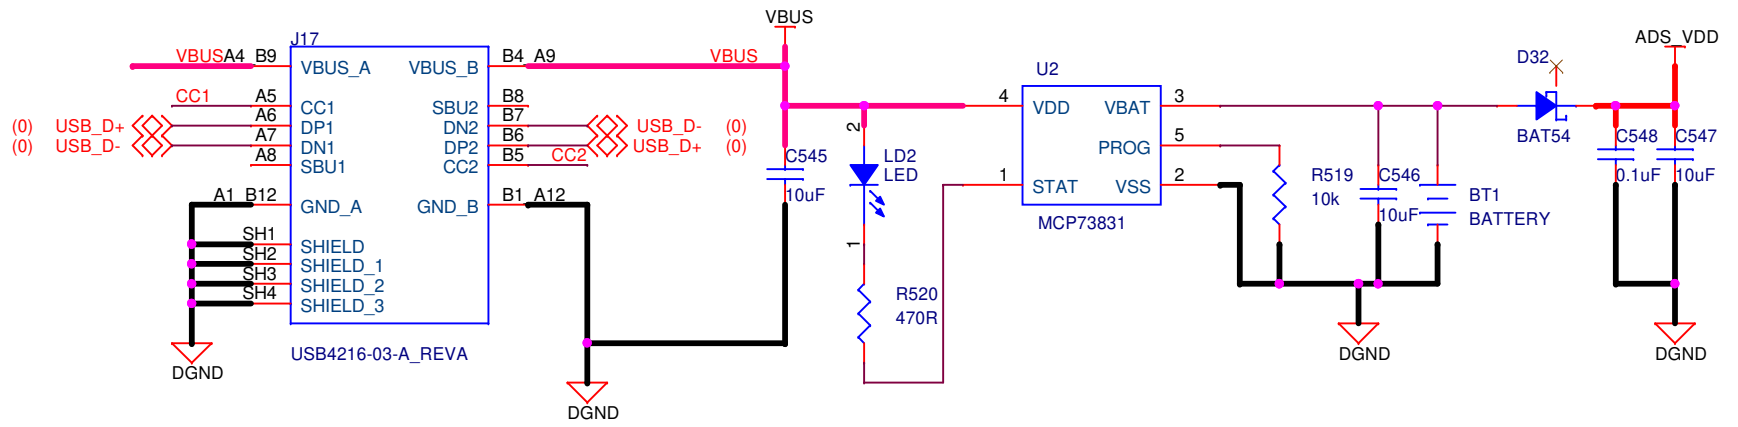 VBUS
ADS_VDD
J17
D32
VBUS A4 B9 VBUS_A VBUS_B B4 A9 VBUS
U2
CC1 A5 CC1 SBU2 B8
4 VDD VBAT 3
(0) USB_D+ A6 DP1 DN2 B7 USB_D- (0)
2
BAT54
C548 C547
(0) USB_D- A7 DN1 DP2 B6 USB_D+ (0)
PROG 5
A8 SBU1 CC2 B5 CC2
C545
LD2
LED
0.1uF 10uF
R519
10k
C546
10uF
1 STAT VSS 2
10uF
BT1
BATTERY
A1 B12 GND_A GND_B B1 A12
MCP73831
SH1 SHIELD
1
SH2 SHIELD_1
SH3 SHIELD_2
SH4 SHIELD_3
R520
470R
USB4216-03-A_REVA
DGND
DGND
DGND
DGND